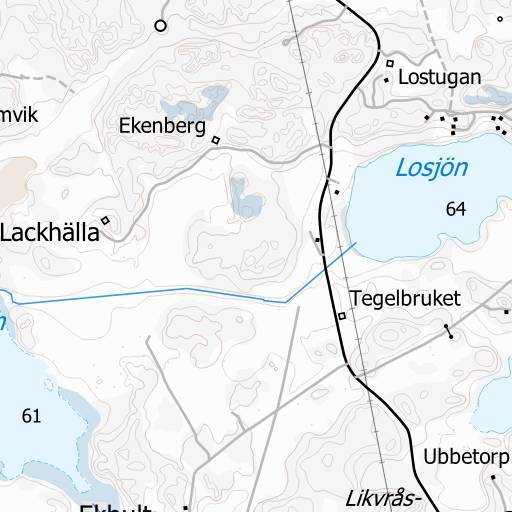 Lostugan
mvik
Ekenberg
Losjön
64
Lackhälla
Tegelbruket
61
Ubbetorp
Likvrås-